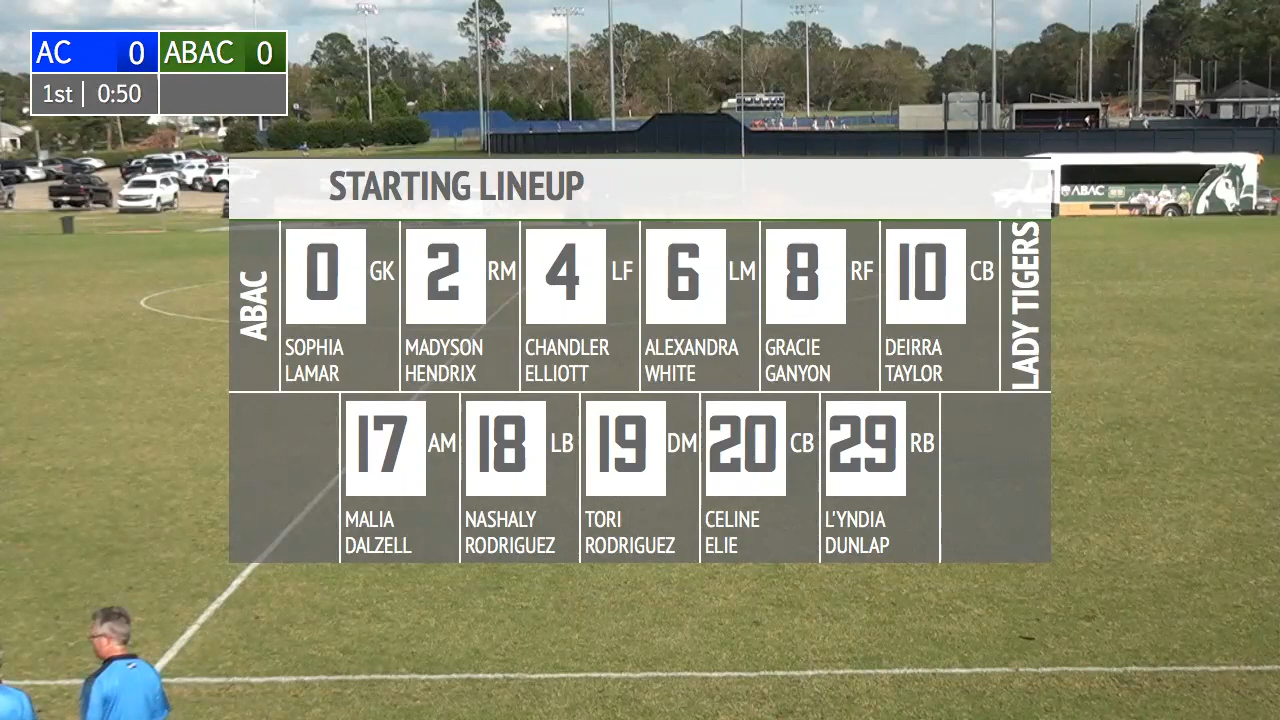 AC 0 ABAC 0
1st | 0:50
STARTING LINEUP
ABAC
ABAC
0 GK
SOPHIA
LAMAR
2 RM
MADYSON
HENDRIX
4 LF
CHANDLER
ELLIOTT
6 LM
ALEXANDRA
WHITE
8 RF
GRACIE
GANYON
10 CB
DEIRRA
TAYLOR
LADY TIGERS
17 AM
MALIA
DALZELL
18 LB
NASHALY
RODRIGUEZ
19 DM
TORI
RODRIGUEZ
20 CB
CELINE
ELIE
29 RB
L'YNDIA
DUNLAP